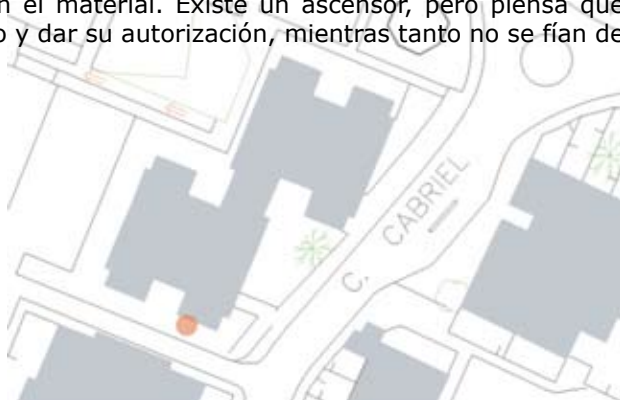 n el material. Existe un ascensor, pero piensa que
o y dar su autorización, mientras tanto no se fían de
C. CABRIEL